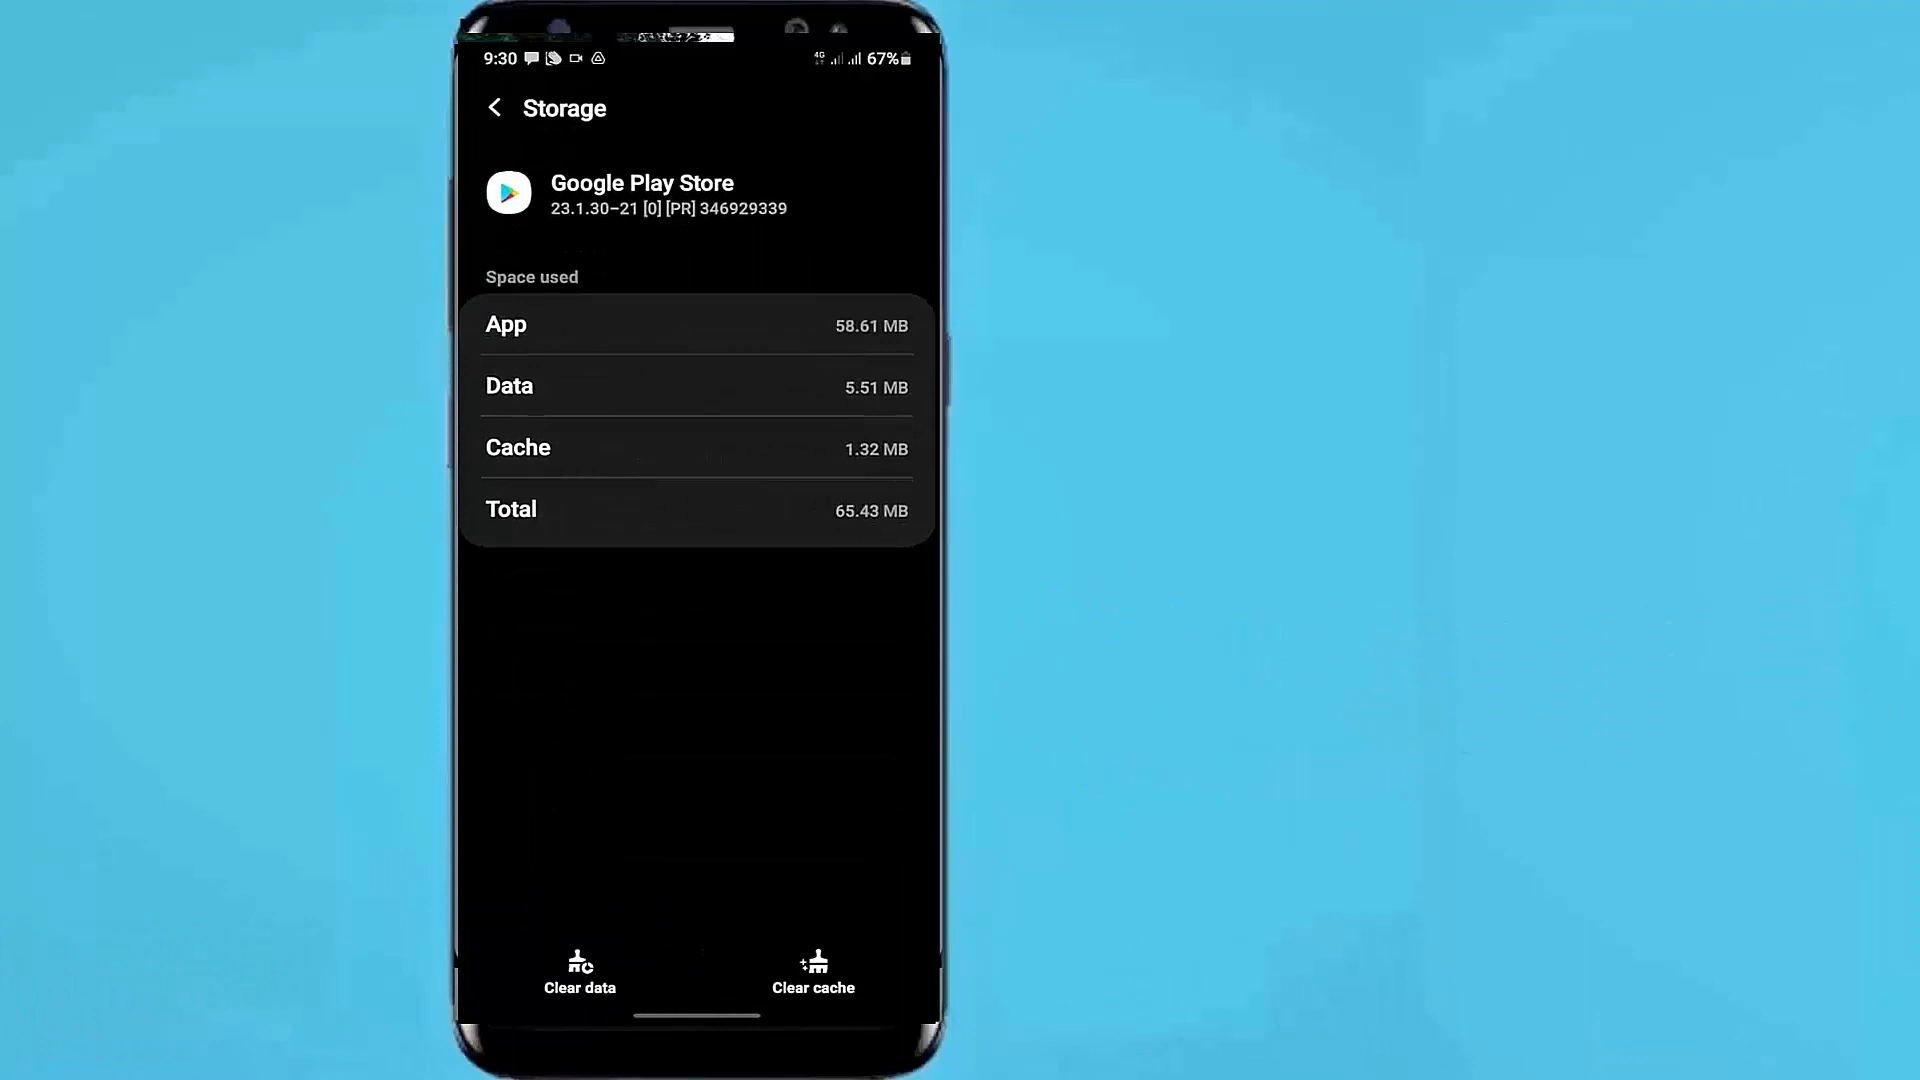 9:30 4G 67%
Storage
Google Play Store
23.1.30-21 [0] [PR] 346929339
Space used
App 58.61 MB
Data 5.51 MB
Cache 1.32 MB
Total 65.43 MB
Clear data Clear cache